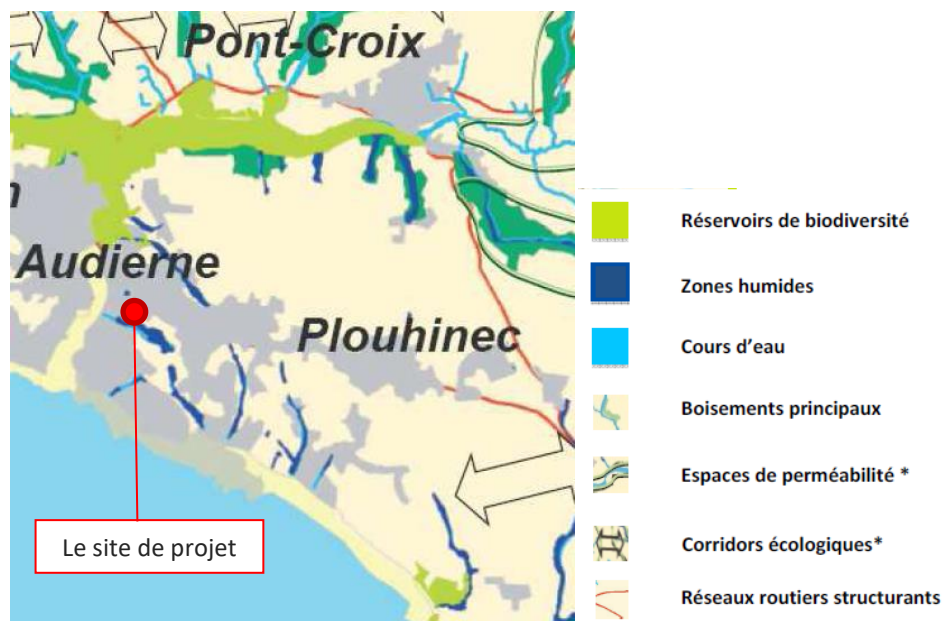 Pont-Croix
n
Audierne
Plouhinec
Le site de projet
Réservoirs de biodiversité
Zones humides
Cours d'eau
Boisements principaux
Espaces de perméabilité *
Corridors écologiques*
Réseaux routiers structurants